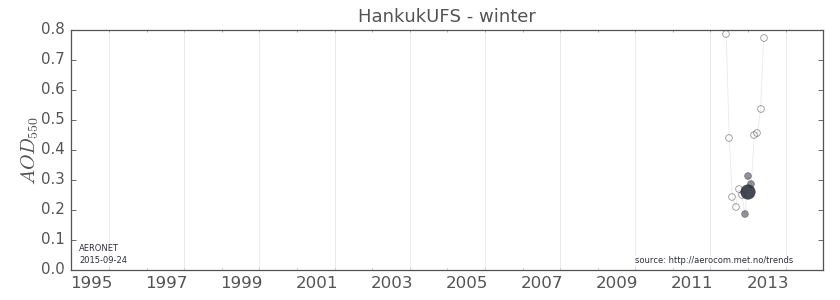 HankukUFS - winter
0.8
0.7
0.6
0.5
0.4
0.3
0.2
0.1
0.0
AOD550
AERONET
2015-09-24
source: http://aerocom.met.no/trends
1995 1997 1999 2001 2003 2005 2007 2009 2011 2013